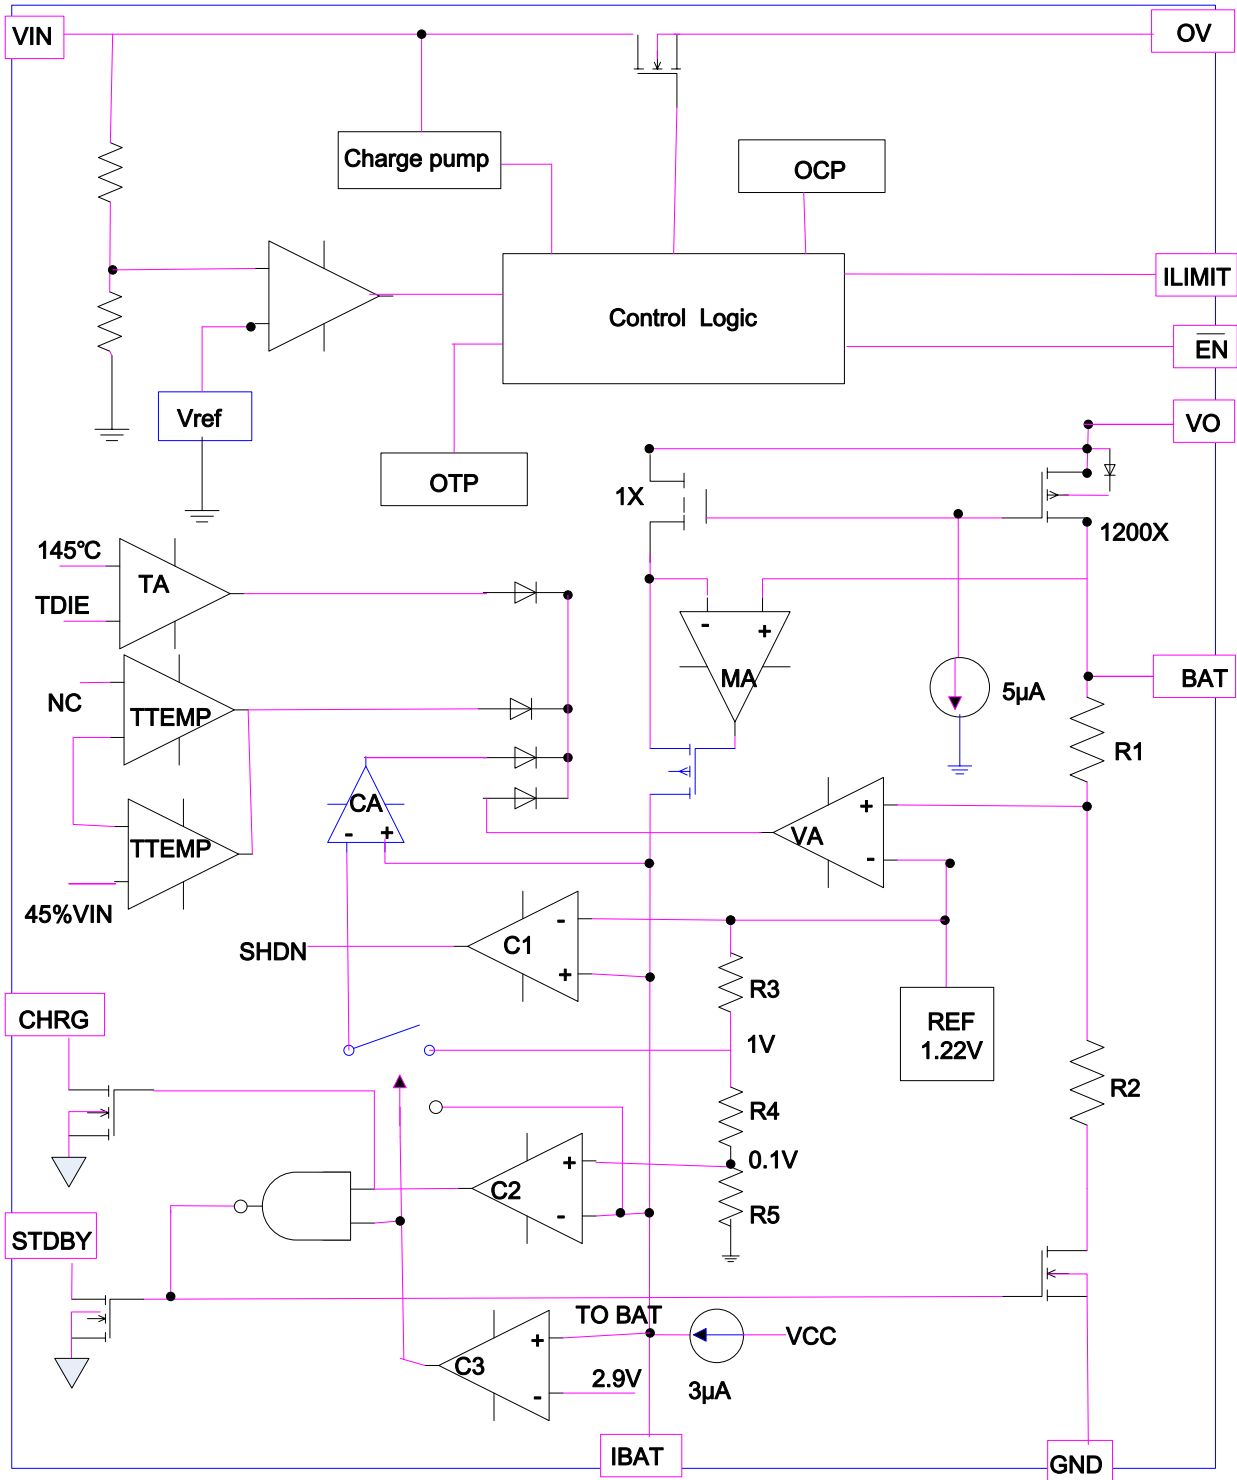 VIN
OV
Charge pump
OCP
ILIMIT
Control Logic
EN
Vref
VO
OTP
1X
1200X
145℃
TA
TDIE
- +
MA
NC
TTEMP
5μA
BAT
R1
CA
- +
TTEMP
VA
+
-
45%VIN
SHDN
C1
-
+
R3
CHRG
REF
1.22V
1V
R2
R4
0.1V
C2
+
-
R5
STDBY
TO BAT
VCC
C3
+
-
2.9V
3μA
IBAT
GND